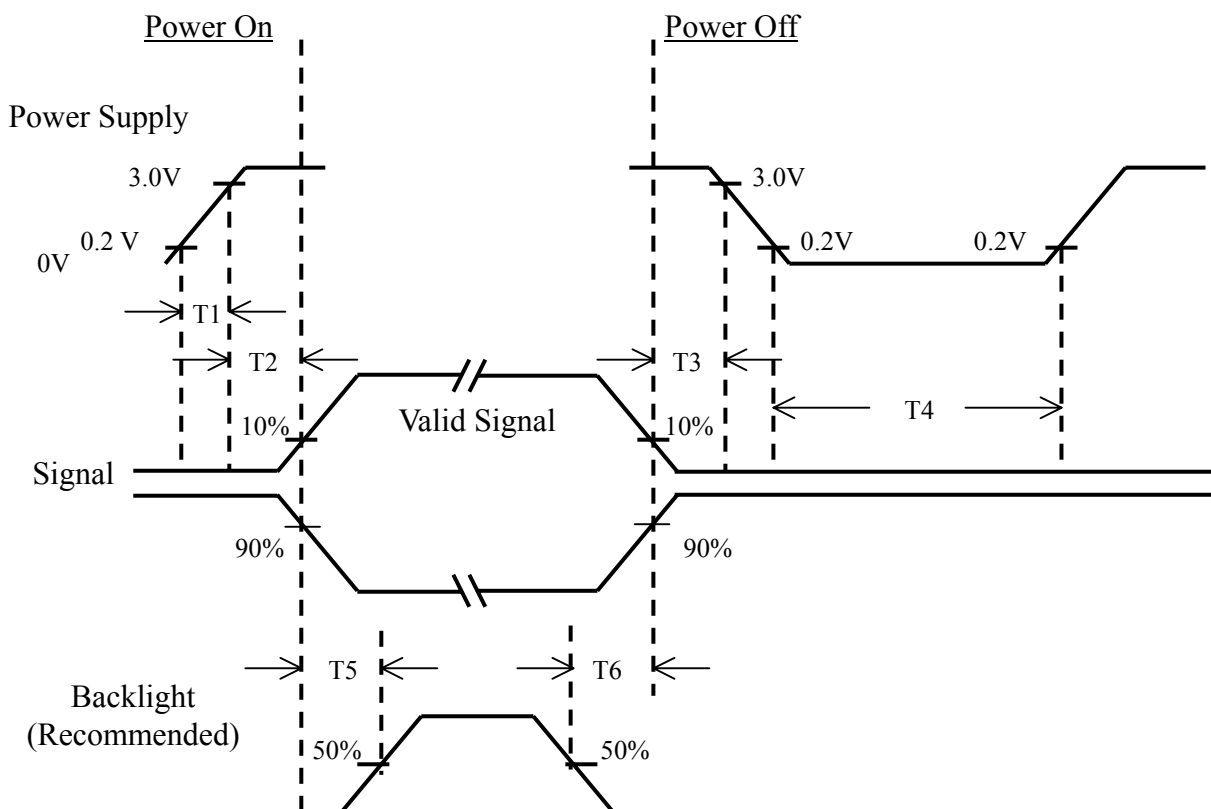 Power On
Power Off
Power Supply
3.0V
3.0V
0.2 V
0.2V
0.2V
0V
T1
T2
T3
T4
10%
Valid Signal
10%
Signal
90%
90%
T5
T6
Backlight
(Recommended)
50%
50%